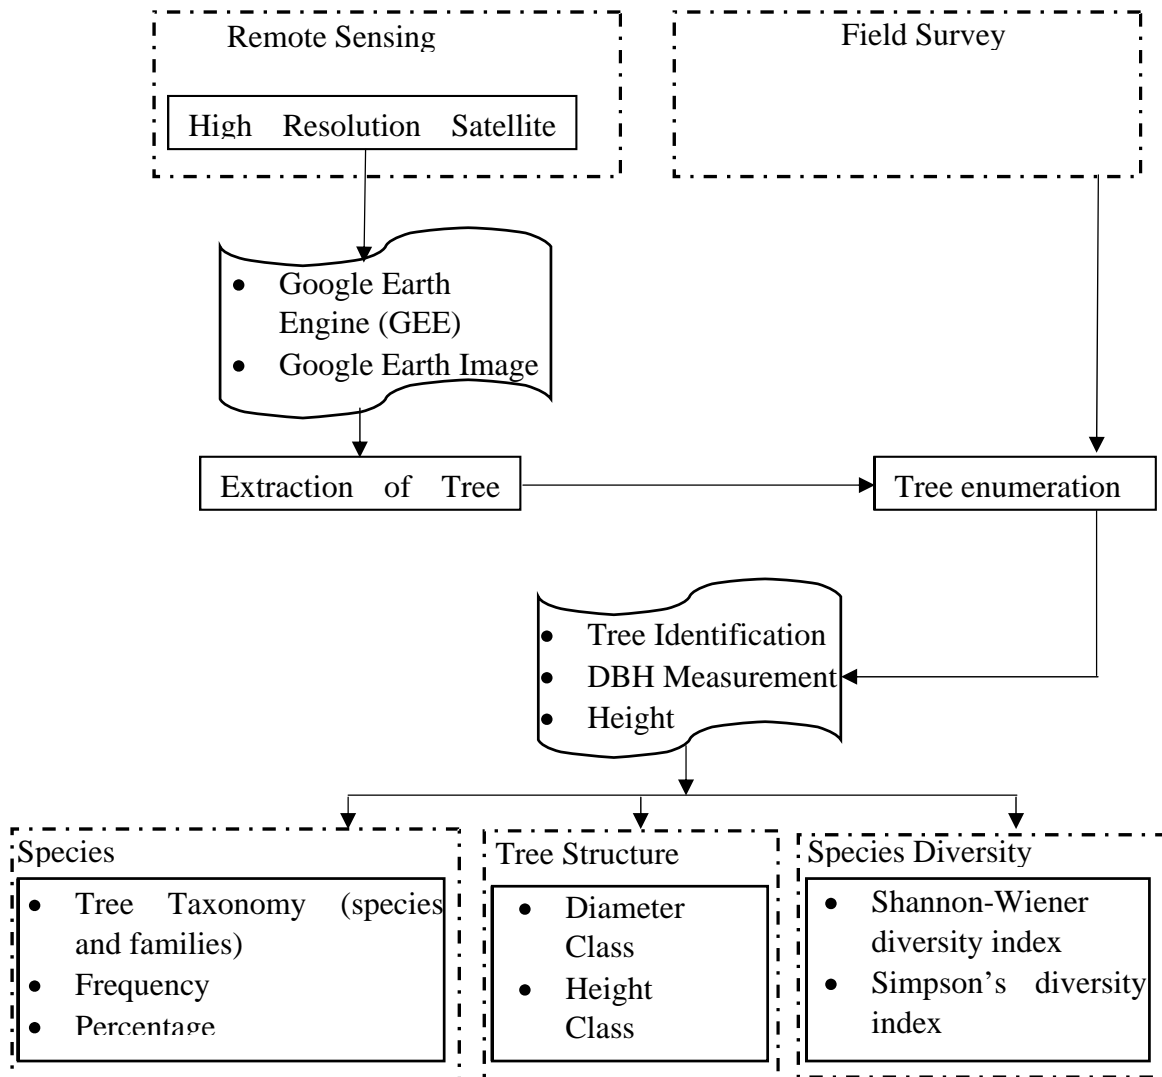 Remote Sensing
Field Survey
High Resolution Satellite
• Google Earth
Engine (GEE)
• Google Earth Image
Extraction of Tree
Tree enumeration
• Tree Identification
• DBH Measurement
• Height
Species
• Tree Taxonomy (species
and families)
• Frequency
• Percentage
Tree Structure
• Diameter
Class
• Height
Class
Species Diversity
• Shannon-Wiener
diversity index
• Simpson’s diversity
index